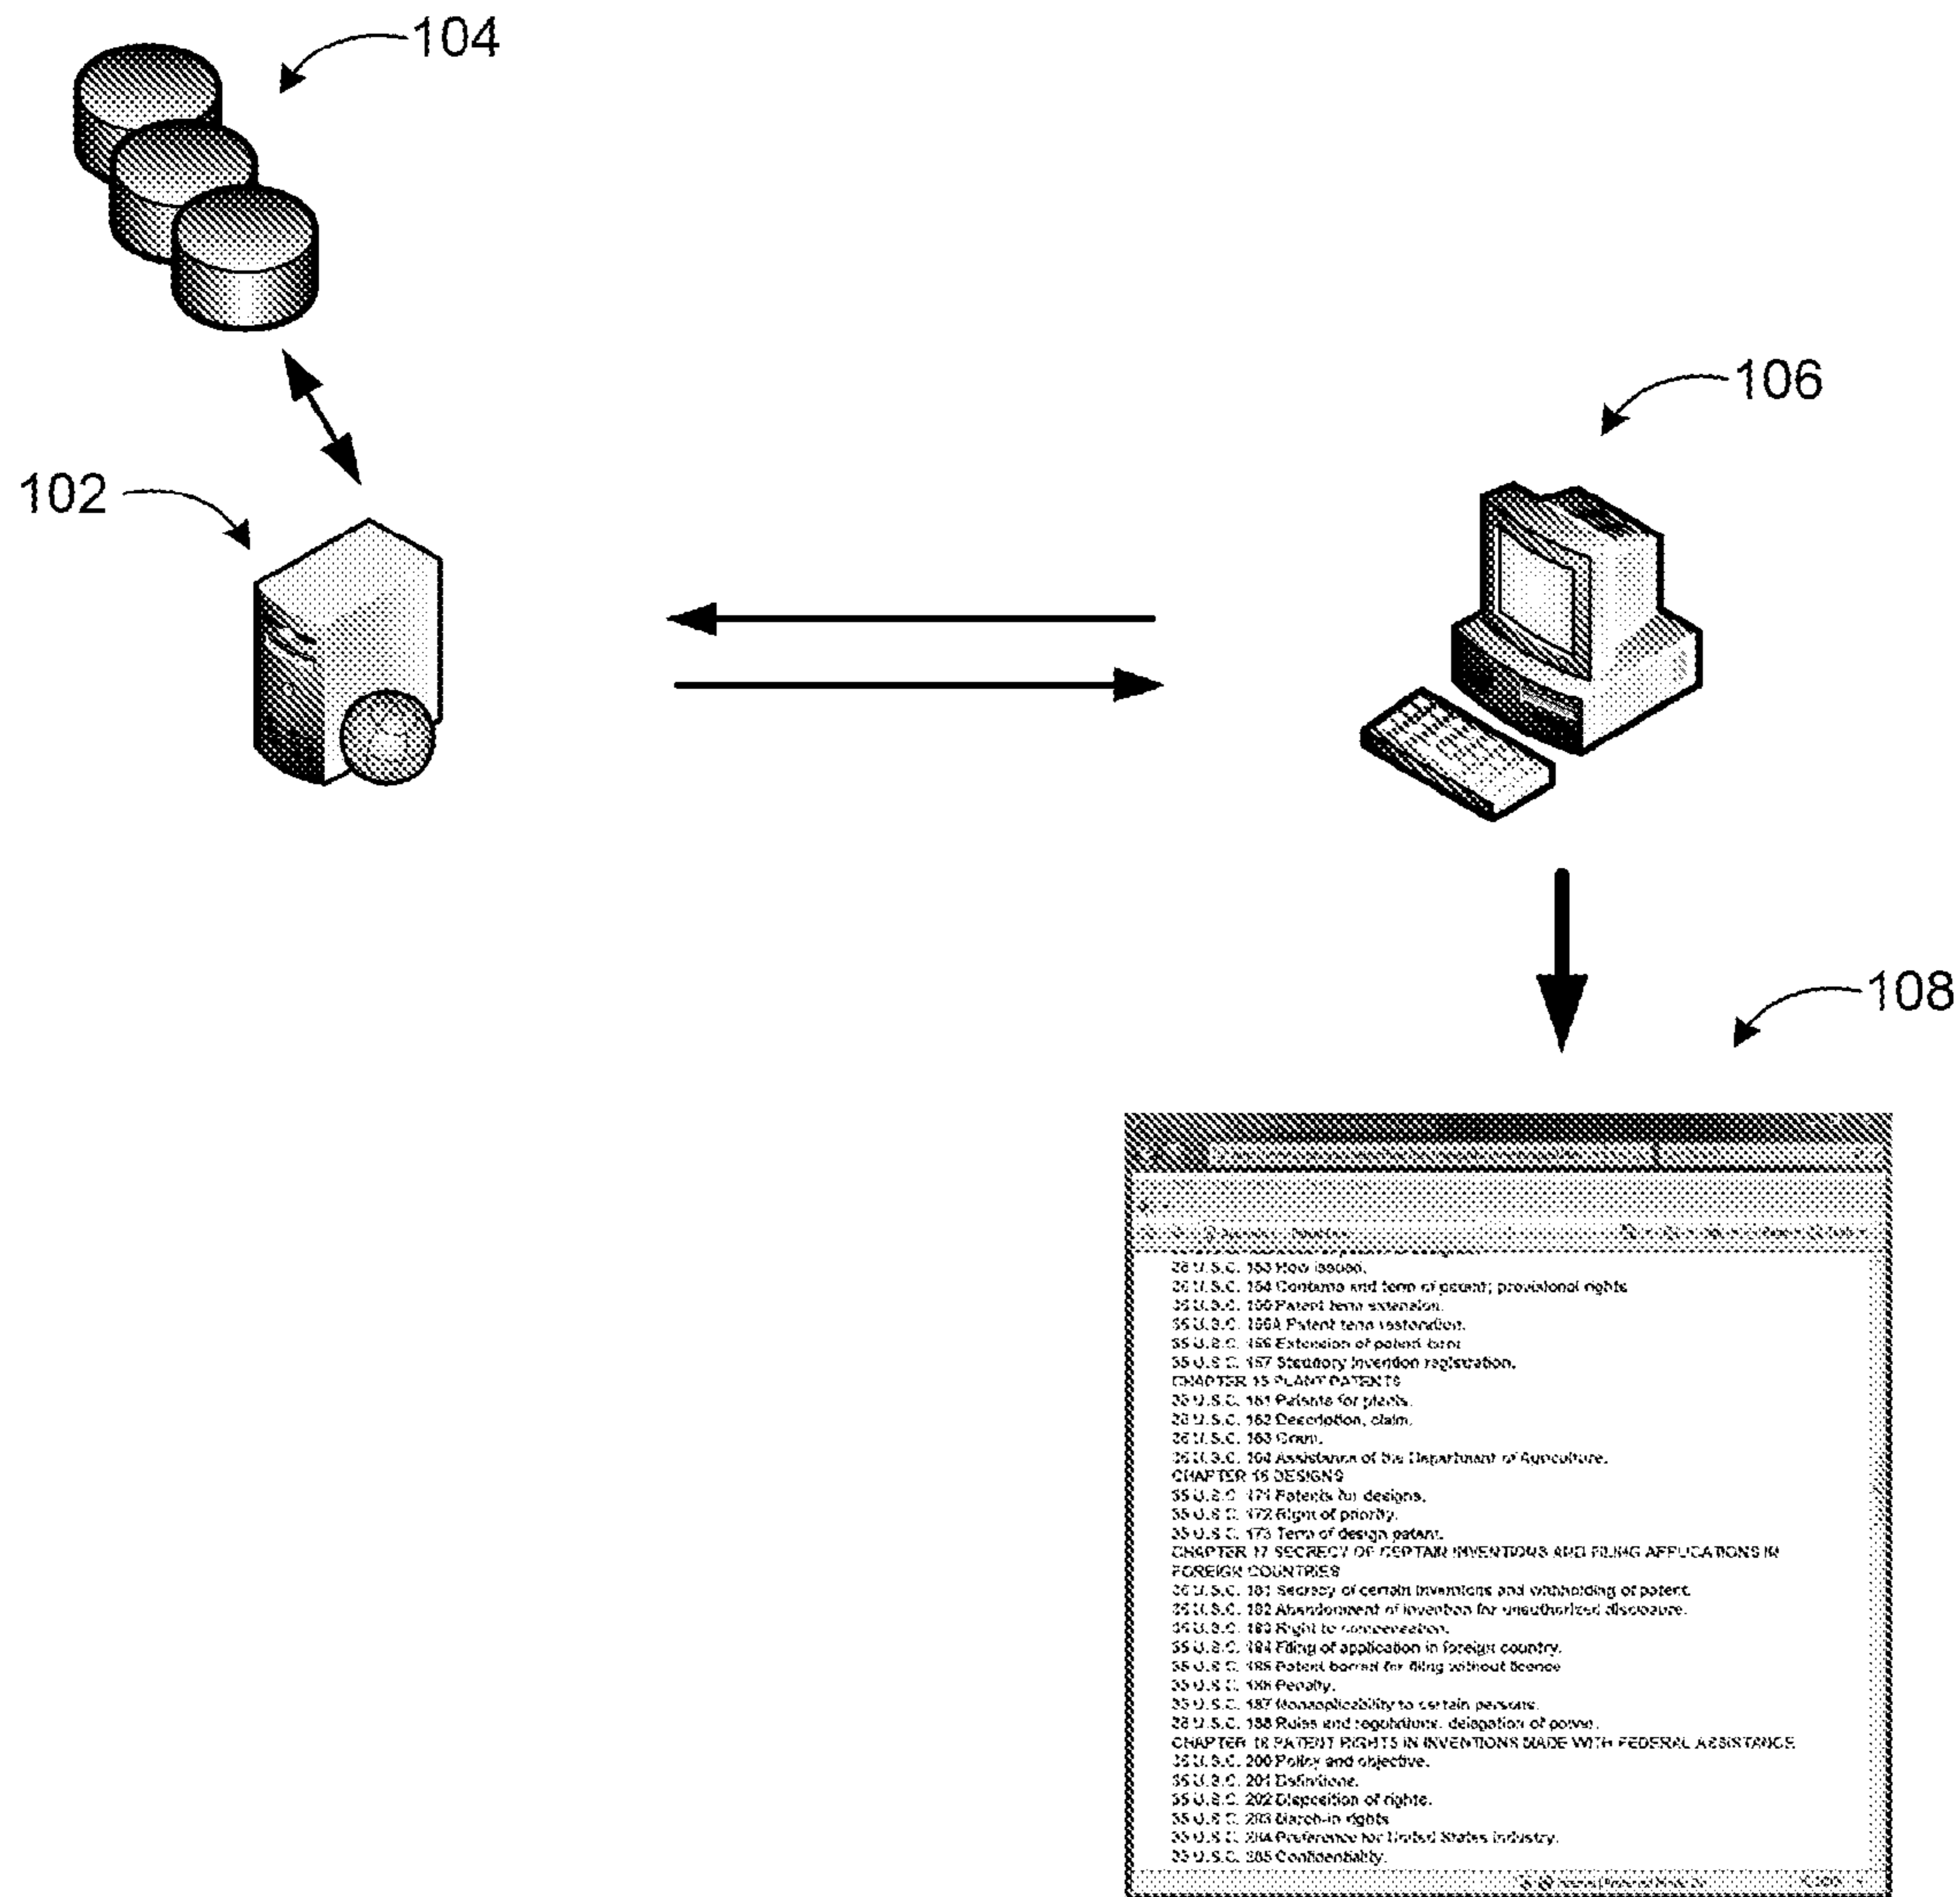 104
106
102
108
35 U.S.C. 153 How issued.
35 U.S.C. 154 Contents and term of patent; provisional rights
35 U.S.C. 155 Patent term extension.
35 U.S.C. 155A Patent term restoration.
35 U.S.C. 156 Extension of patent term
35 U.S.C. 157 Statutory invention registration.
CHAPTER 15 PLANT PATENTS
35 U.S.C. 161 Patents for plants.
35 U.S.C. 162 Description, claim.
35 U.S.C. 163 Grant.
35 U.S.C. 164 Assistance of the Department of Agriculture.
CHAPTER 16 DESIGNS
35 U.S.C. 171 Patents for designs.
35 U.S.C. 172 Right of priority.
35 U.S.C. 173 Term of design patent.
CHAPTER 17 SECRECY OF CERTAIN INVENTIONS AND FILING APPLICATIONS IN
FOREIGN COUNTRIES
35 U.S.C. 181 Secrecy of certain inventions and withholding of patent.
35 U.S.C. 182 Abandonment of invention for unauthorized disclosure.
35 U.S.C. 183 Right to compensation.
35 U.S.C. 184 Filing of application in foreign country.
35 U.S.C. 185 Patent barred for filing without license
35 U.S.C. 186 Penalty.
35 U.S.C. 187 Nonapplicability to certain persons.
35 U.S.C. 188 Rules and regulations, delegation of power.
CHAPTER 18 PATENT RIGHTS IN INVENTIONS MADE WITH FEDERAL ASSISTANCE
35 U.S.C. 200 Policy and objective.
35 U.S.C. 201 Definitions.
35 U.S.C. 202 Disposition of rights.
35 U.S.C. 203 March-in rights
35 U.S.C. 204 Preference for United States industry.
35 U.S.C. 205 Confidentiality.